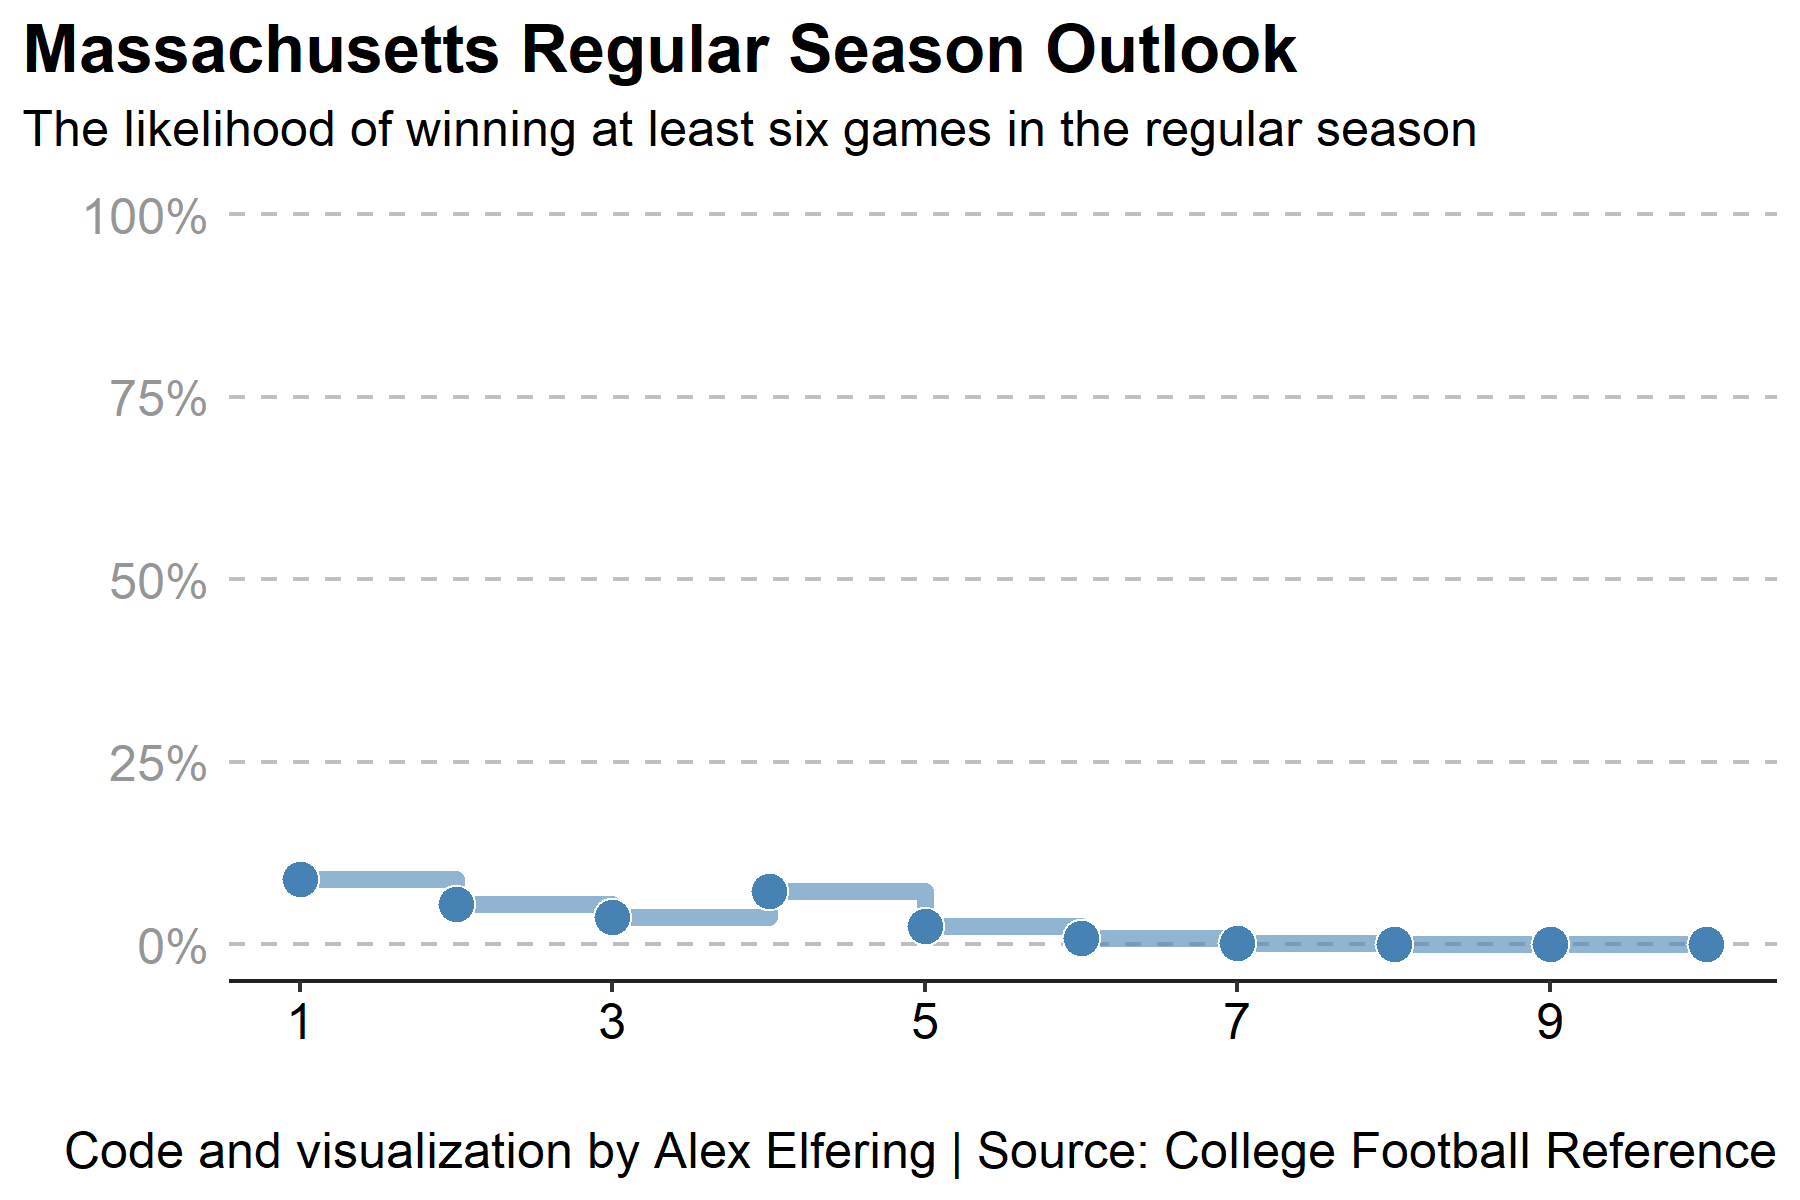 Massachusetts Regular Season Outlook
The likelihood of winning at least six games in the regular season
100%
75%
50%
25%
0%
1 3 5 7 9
Code and visualization by Alex Elfering | Source: College Football Reference